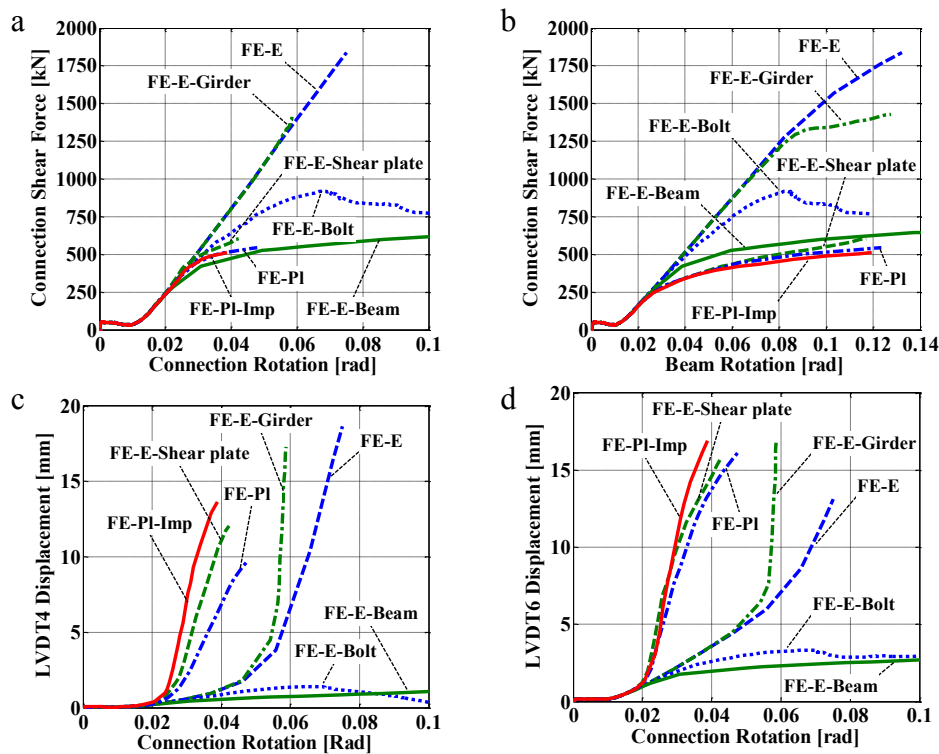 a
2000
1750
1500
1250
1000
750
500
250
0
Connection Shear Force [kN]
FE-E
FE-E-Girder
FE-E-Shear plate
FE-E-Bolt
FE-Pl
FE-Pl-Imp
FE-E-Beam
0 0.02 0.04 0.06 0.08 0.1
Connection Rotation [rad]
b
2000
1750
1500
1250
1000
750
500
250
0
Connection Shear Force [kN]
FE-E
FE-E-Girder
FE-E-Bolt
FE-E-Shear plate
FE-E-Beam
FE-Pl
FE-Pl-Imp
0 0.02 0.04 0.06 0.08 0.1 0.12 0.14
Beam Rotation [rad]
c
20
15
10
5
0
LVDT4 Displacement [mm]
FE-E-Girder
FE-E
FE-E-Shear plate
FE-Pl
FE-Pl-Imp
FE-E-Beam
FE-E-Bolt
0 0.02 0.04 0.06 0.08 0.1
Connection Rotation [Rad]
d
20
15
10
5
0
LVDT6 Displacement [mm]
FE-E-Shear plate
FE-Pl-Imp
FE-E-Girder
FE-Pl
FE-E
FE-E-Bolt
FE-E-Beam
0 0.02 0.04 0.06 0.08 0.1
Connection Rotation [rad]